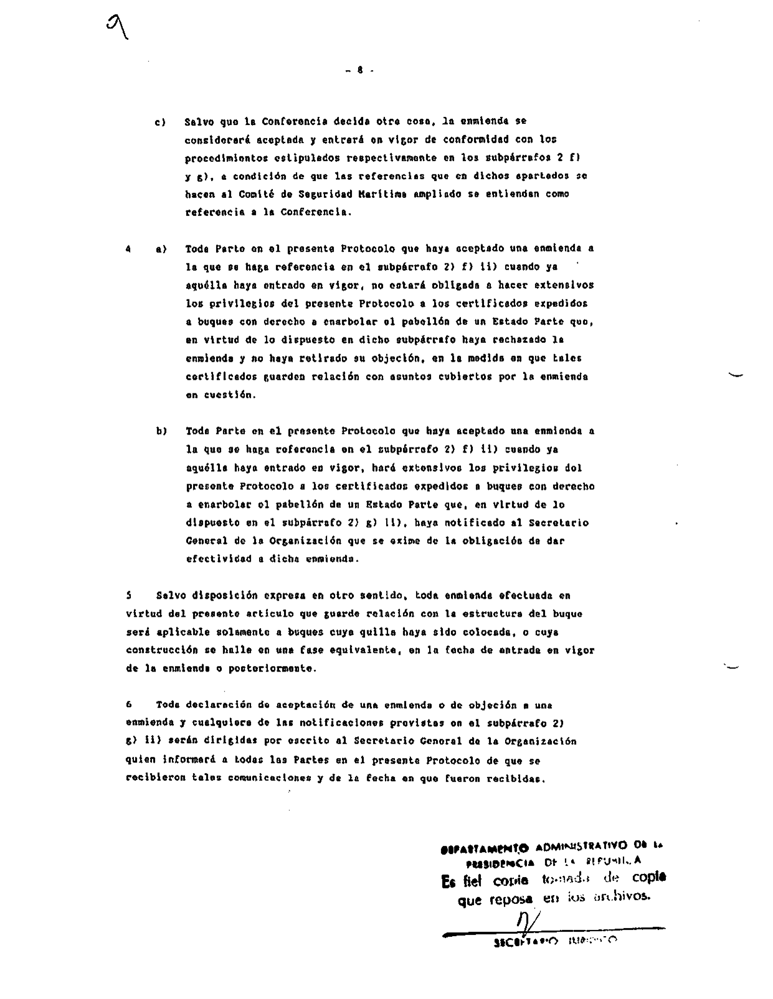 9
- 8 -
c) Salvo que la Conferencia decida otra cosa, la enmienda se
considerará aceptada y entrará en vigor de conformidad con los
procedimientos estipulados respectivamente en los subpárrafos 2 f)
y g), a condición de que las referencias que en dichos apartados se
hacen al Comité de Seguridad Marítima ampliado se entiendan como
referencia a la Conferencia.
4 a) Toda Parte en el presente Protocolo que haya aceptado una enmienda a
la que se haga referencia en el subpárrafo 2) f) ii) cuando ya
aquélla haya entrado en vigor, no estará obligada a hacer extensivos
los privilegios del presente Protocolo a los certificados expedidos
a buques con derecho a enarbolar el pabellón de un Estado Parte que,
en virtud de lo dispuesto en dicho subpárrafo haya rechazado la
enmienda y no haya retirado su objeción, en la medida en que tales
certificados guarden relación con asuntos cubiertos por la enmienda
en cuestión.
b) Toda Parte en el presente Protocolo que haya aceptado una enmienda a
la que se haga referencia en el subpárrafo 2) f) ii) cuando ya
aquélla haya entrado en vigor, hará extensivos los privilegios del
presente Protocolo a los certificados expedidos a buques con derecho
a enarbolar el pabellón de un Estado Parte que, en virtud de lo
dispuesto en el subpárrafo 2) g) ii), haya notificado al Secretario
General de la Organización que se exime de la obligación de dar
efectividad a dicha enmienda.
5 Salvo disposición expresa en otro sentido, toda enmienda efectuada en
virtud del presente artículo que guarde relación con la estructura del buque
será aplicable solamente a buques cuya quilla haya sido colocada, o cuya
construcción se halle en una fase equivalente, en la fecha de entrada en vigor
de la enmienda o posteriormente.
6 Toda declaración de aceptación de una enmienda o de objeción a una
enmienda y cualquiera de las notificaciones previstas en el subpárrafo 2)
g) ii) serán dirigidas por escrito al Secretario General de la Organización
quien informará a todas las Partes en el presente Protocolo de que se
recibieron tales comunicaciones y de la fecha en que fueron recibidas.
DEPARTAMENTO ADMINISTRATIVO DE LA
PRESIDENCIA DE LA REPUBLICA
Es fiel copia tomada de copia
que reposa en los archivos.
SECRETARIO JURIDICO